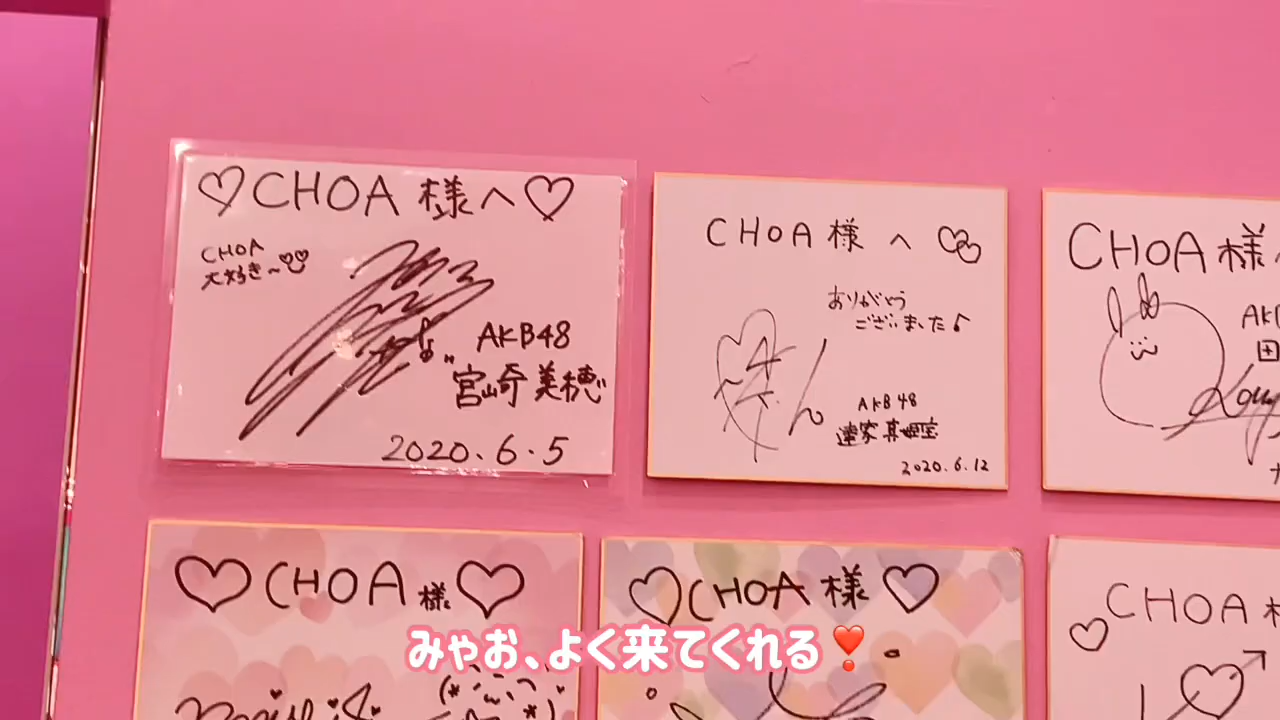 ♡CHOA 様へ♡
CHOA
大好き〜♡♡
AKB48
宮崎 美穂
2020.6.5
CHOA 様 へ
ありがとう
ございました♪
AKB48
達家 真姫宝
2020.6.12
CHOA 様
♡CHOA 様♡
♡CHOA 様♡
CHOA
みゃお、よく来てくれる❣